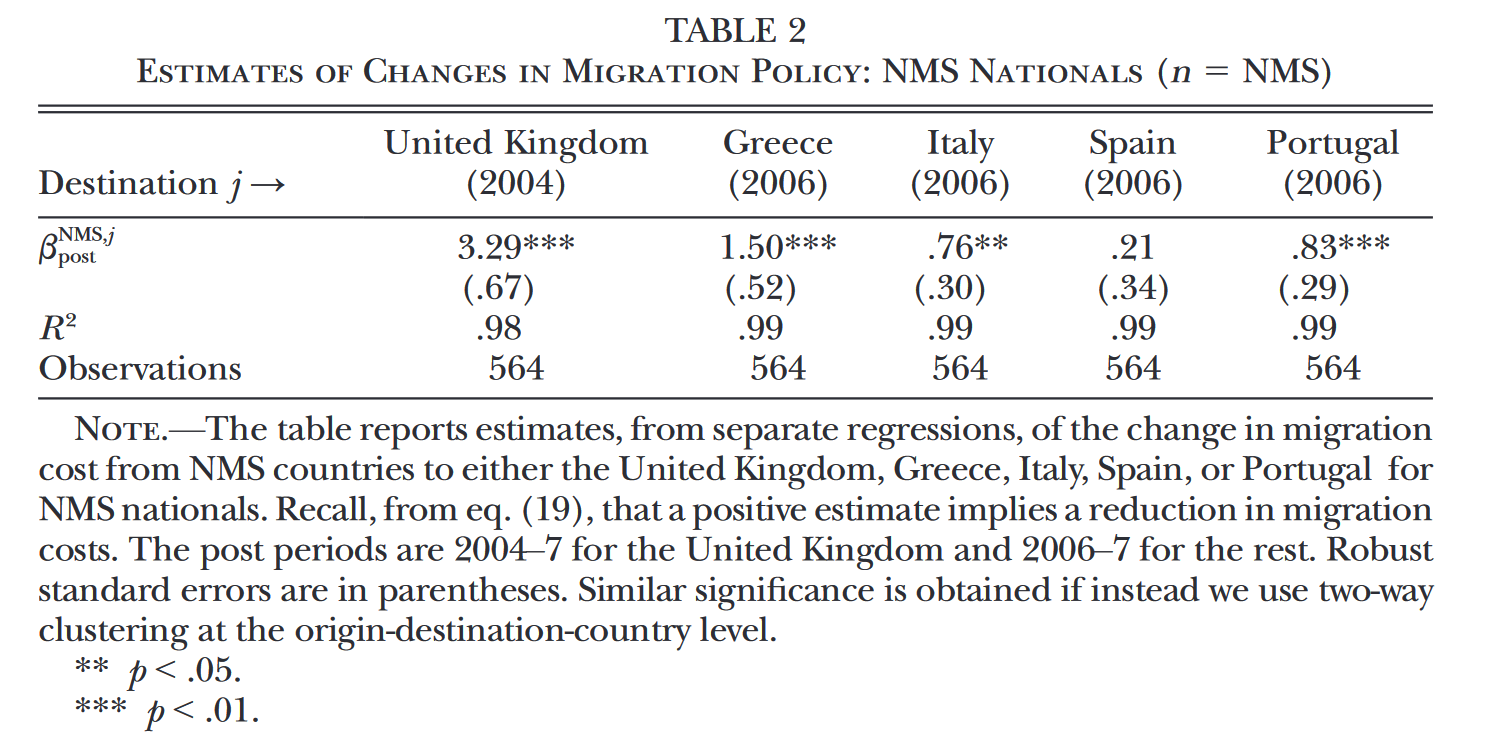 TABLE 2
Estimates of Changes in Migration Policy: NMS Nationals (n = NMS)
United Kingdom Greece Italy Spain Portugal
Destination j → (2004) (2006) (2006) (2006) (2006)
β^{NMS,j}_{post} 3.29*** 1.50*** .76** .21 .83***
(.67) (.52) (.30) (.34) (.29)
R² .98 .99 .99 .99 .99
Observations 564 564 564 564 564
Note.—The table reports estimates, from separate regressions, of the change in migration
cost from NMS countries to either the United Kingdom, Greece, Italy, Spain, or Portugal for
NMS nationals. Recall, from eq. (19), that a positive estimate implies a reduction in migration
costs. The post periods are 2004–7 for the United Kingdom and 2006–7 for the rest. Robust
standard errors are in parentheses. Similar significance is obtained if instead we use two-way
clustering at the origin-destination-country level.
** p < .05.
*** p < .01.